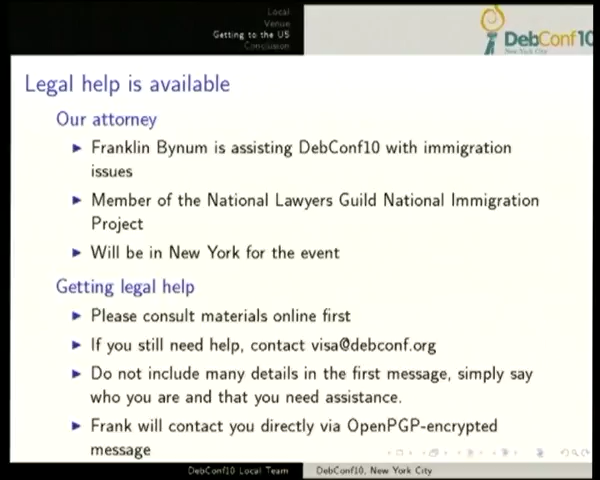 Local
Venue
Getting to the US
Conclusion
DebConf10
New York City
Legal help is available
Our attorney
Franklin Bynum is assisting DebConf10 with immigration
issues
Member of the National Lawyers Guild National Immigration
Project
Will be in New York for the event
Getting legal help
Please consult materials online first
If you still need help, contact visa@debconf.org
Do not include many details in the first message, simply say
who you are and that you need assistance.
Frank will contact you directly via OpenPGP-encrypted
message
DebConf10 Local Team
DebConf10, New York City